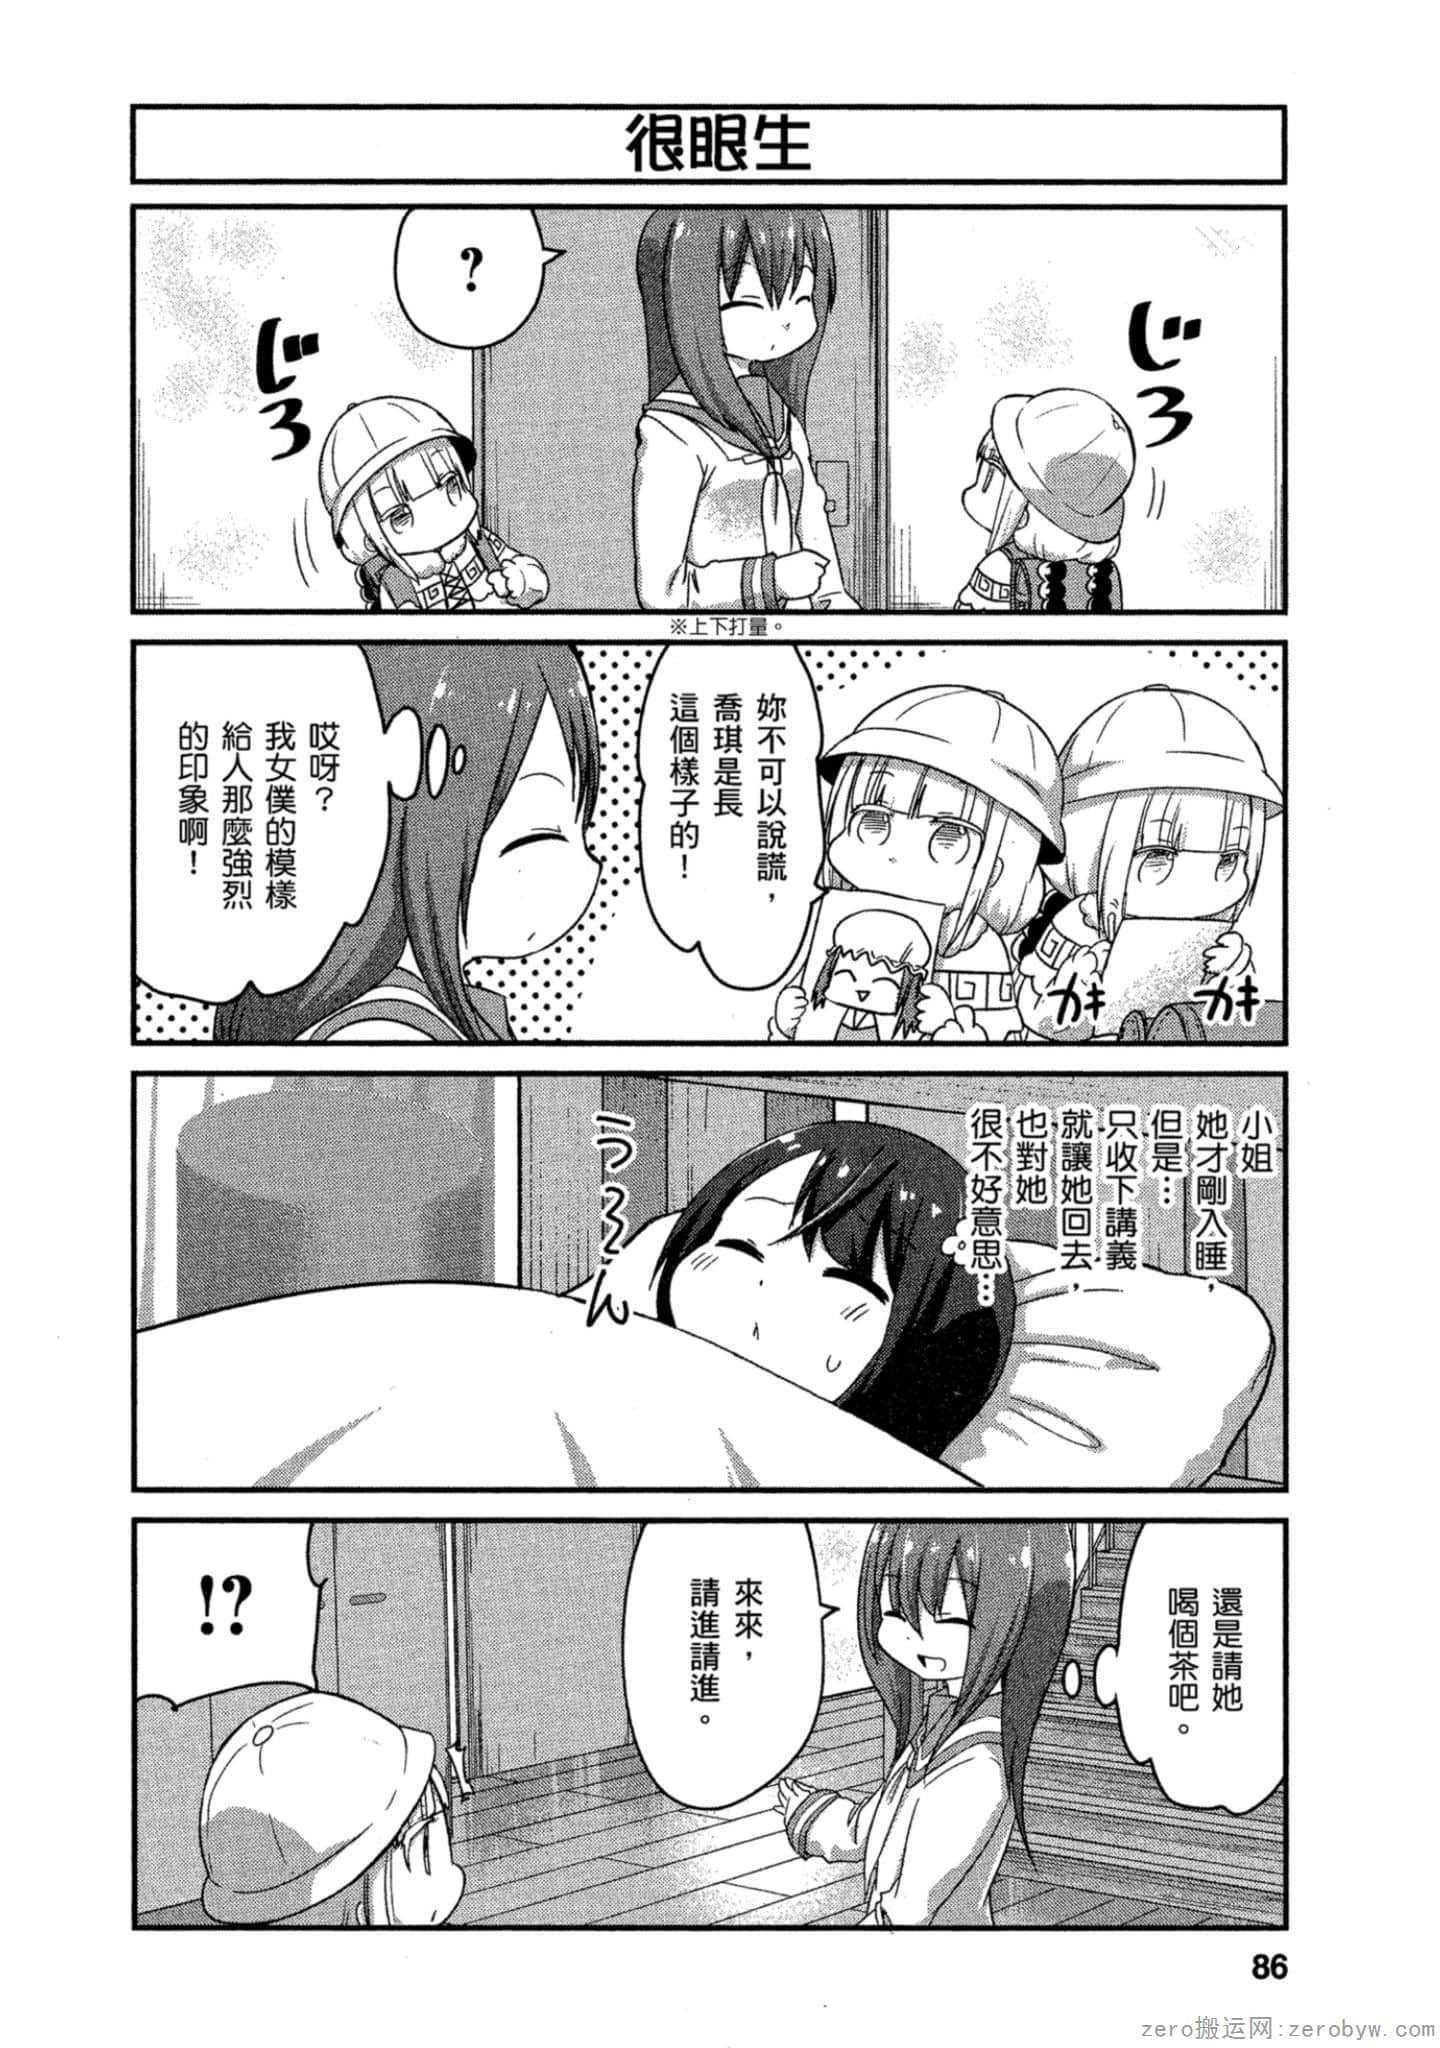 很眼生
じろ
?
じろ
※上下打量。
妳不可以說謊,
喬琪是長
這個樣子的!
カキ
カキ
哎呀?
我女僕的模樣
給人那麼強烈
的印象啊!
小姐
她才剛入睡,
但是…
只收下講義
就讓她回去,
也對她
很不好意思…
う~~ん
還是請她
喝個茶吧。
來來,
請進請進。
!?
86
zero搬运网:zerobyw.com